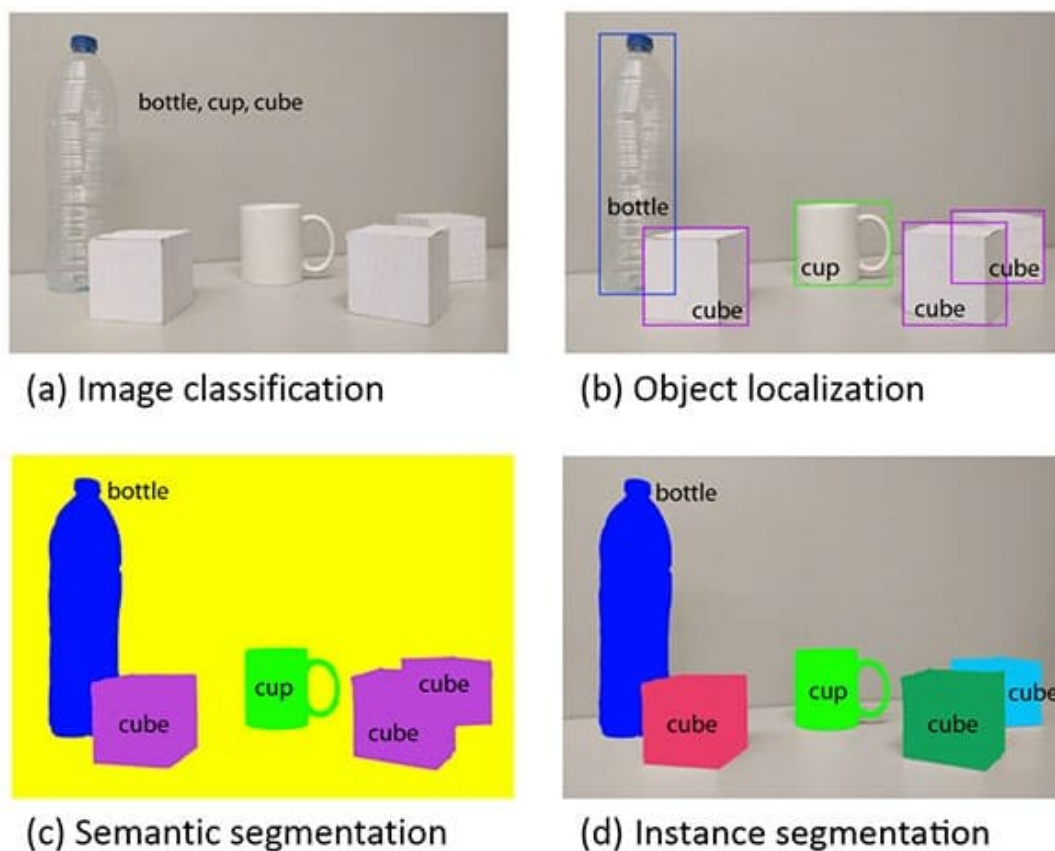 bottle, cup, cube
bottle
cup
cube
cube
cube
(a) Image classification
(b) Object localization
bottle
cup
cube
cube
cube
bottle
cup
cube
cube
cube
(c) Semantic segmentation
(d) Instance segmentation